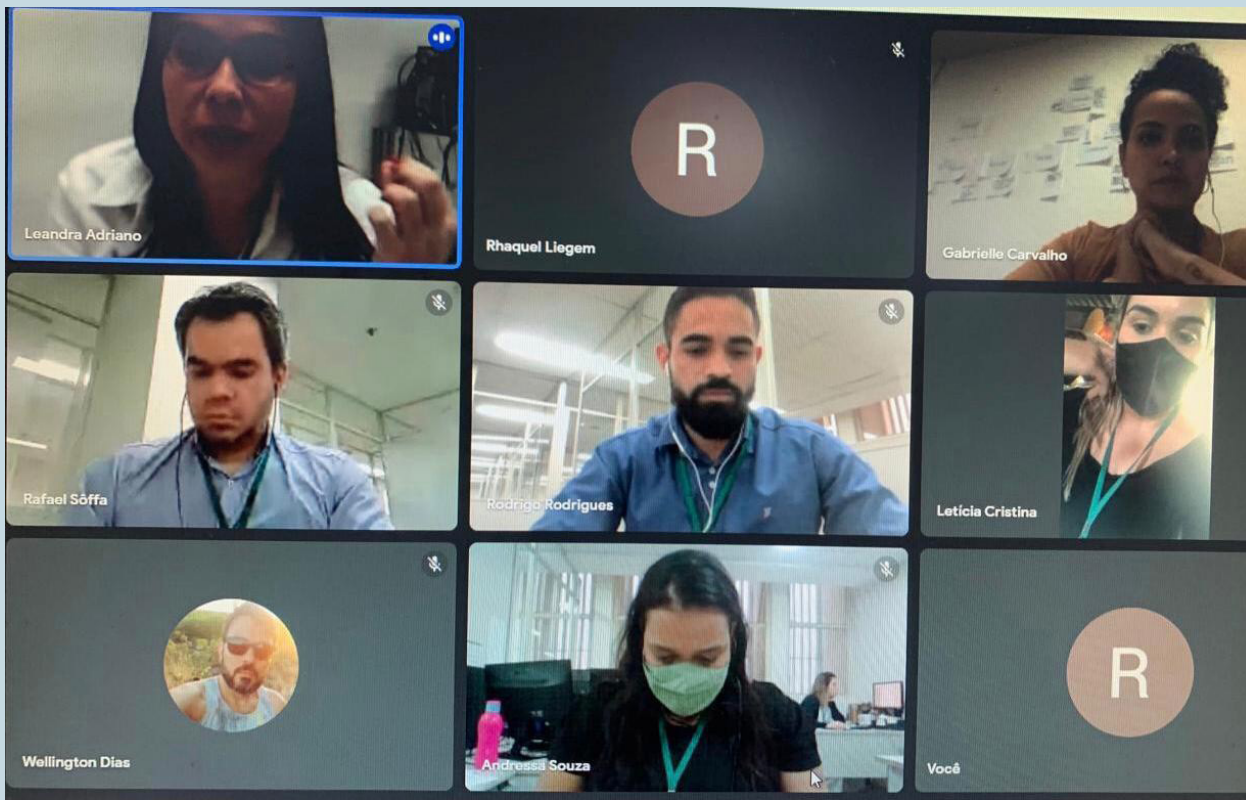 Leandra Adriano
R
Rhaquel Liegem
Gabrielle Carvalho
Rafael Sôffa
Rodrigo Rodrigues
Letícia Cristina
Wellington Dias
Andressa Souza
R
Você